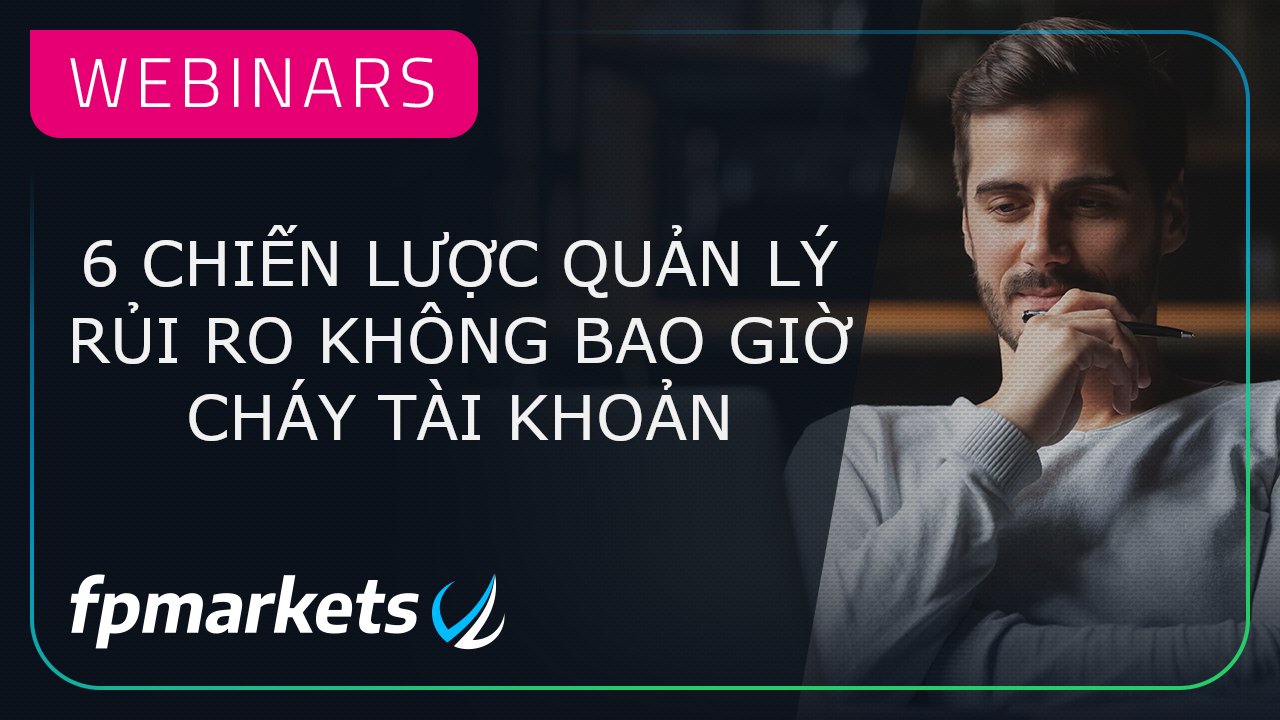 WEBINARS
6 CHIẾN LƯỢC QUẢN LÝ
RỦI RO KHÔNG BAO GIỜ
CHÁY TÀI KHOẢN
fpmarkets